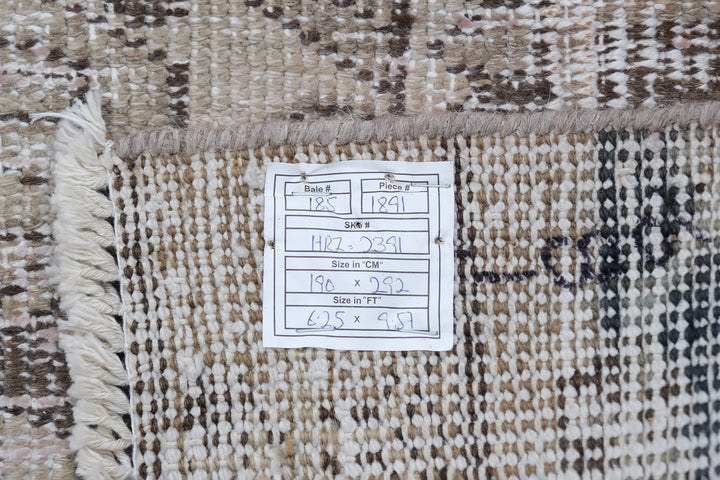 Bale # Piece #
185 1891
SKU #
HRZ-2391
Size in "CM"
190 x 292
Size in "FT"
6.25 x 9.57